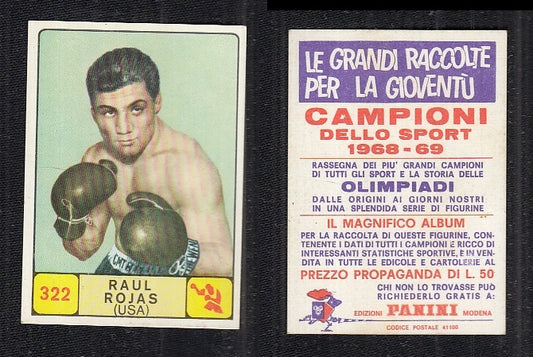 322
RAUL
ROJAS
(USA)
LE GRANDI RACCOLTE
PER LA GIOVENTÙ
CAMPIONI
DELLO SPORT
1968-69
RASSEGNA DEI PIU' GRANDI CAMPIONI
DI TUTTI GLI SPORT E LA STORIA DELLE
OLIMPIADI
DALLE ORIGINI AI GIORNI NOSTRI
IN UNA SPLENDIDA SERIE DI FIGURINE
IL MAGNIFICO ALBUM
PER LA RACCOLTA DI QUESTE FIGURINE, CON-
TENENTE I DATI DI TUTTI I CAMPIONI E RICCO DI
INTERESSANTI STATISTICHE SPORTIVE, E IN VEN-
DITA IN TUTTE LE EDICOLE E CARTOLERIE AL
PREZZO PROPAGANDA DI L. 50
CHI NON LO TROVASSE PUÒ
RICHIEDERLO GRATIS A:
EDIZIONI PANINI MODENA
CODICE POSTALE 41100